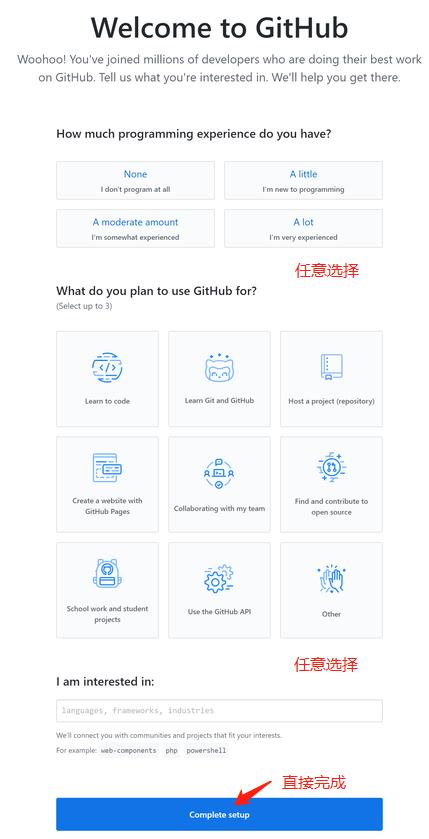 Welcome to GitHub
Woohoo! You've joined millions of developers who are doing their best work
on GitHub. Tell us what you're interested in. We'll help you get there.
How much programming experience do you have?
None
I don't program at all
A little
I'm new to programming
A moderate amount
I'm somewhat experienced
A lot
I'm very experienced
任意选择
What do you plan to use GitHub for?
(Select up to 3)
Learn to code
Learn Git and GitHub
Host a project (repository)
Create a website with
GitHub Pages
Collaborating with my team
Find and contribute to
open source
School work and student
projects
Use the GitHub API
Other
任意选择
I am interested in:
languages, frameworks, industries
We'll connect you with communities and projects that fit your interests.
For example: web-components php powershell
直接完成
Complete setup